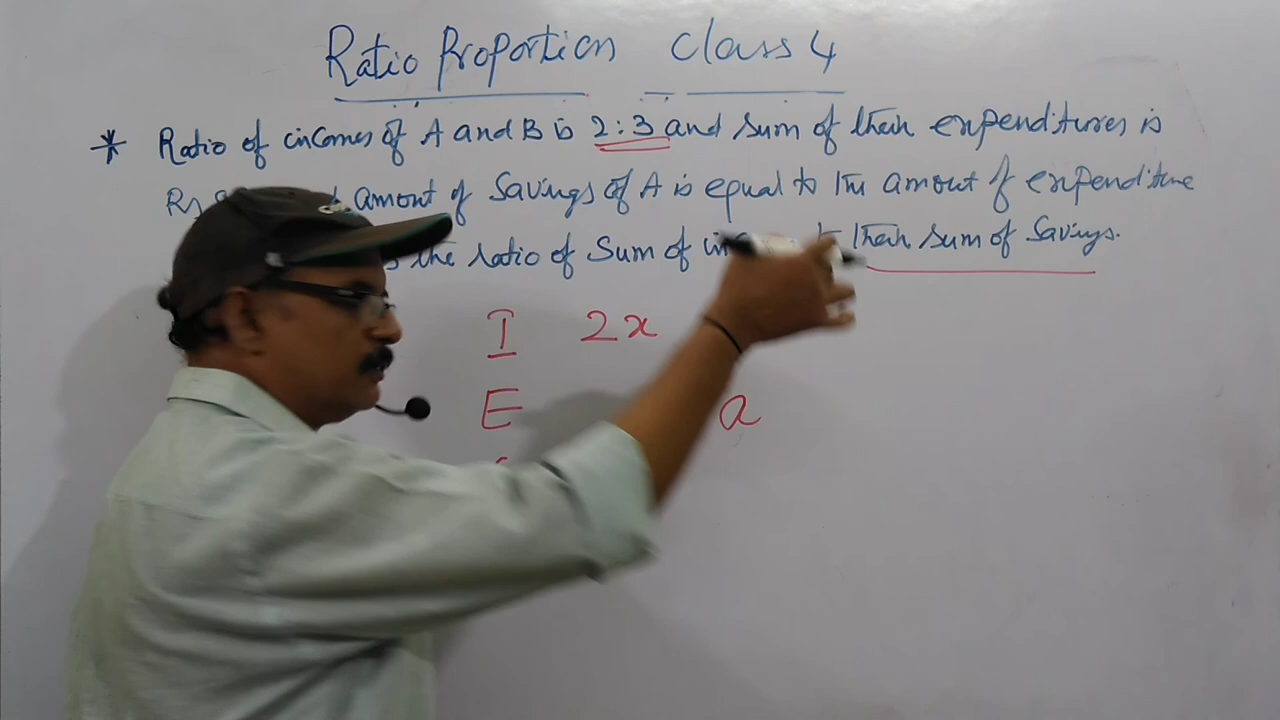 Ratio Proportion Class 4
* Ratio of incomes of A and B is 2:3 and Sum of their expenditures is
Rs amont of Savings of A is equal to the amount of expenditure
the ratio of Sum of their Sum of Savings.
I 2x
E a